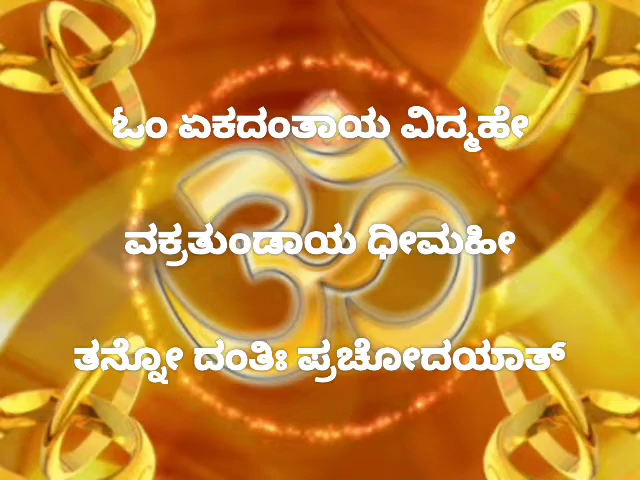 ಓಂ ಏಕದಂತಾಯ ವಿದ್ಮಹೇ
ವಕ್ರತುಂಡಾಯ ಧೀಮಹೀ
ತನ್ನೋ ದಂತಿಃ ಪ್ರಚೋದಯಾತ್